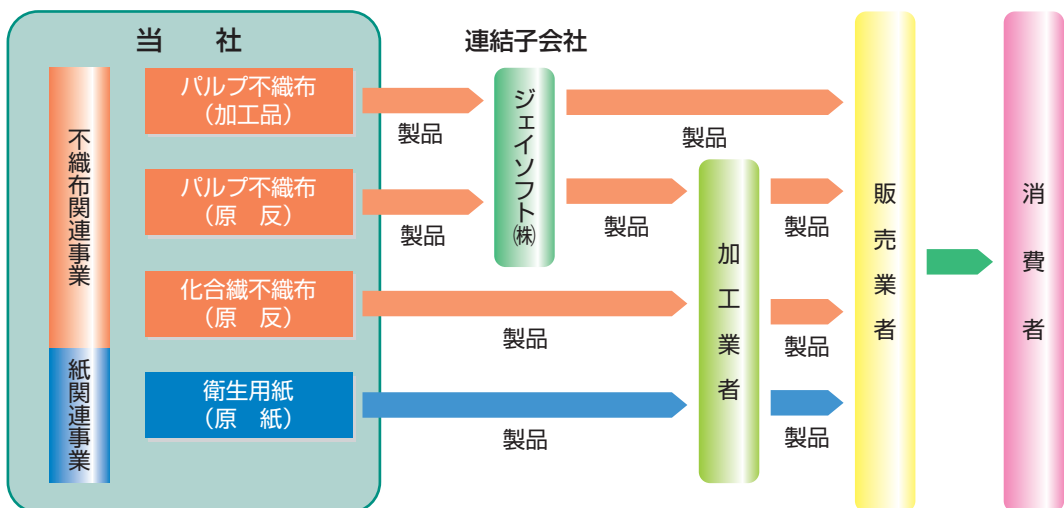 当　社
連結子会社
不織布関連事業
紙関連事業
パルプ不織布
（加工品）
製品
ジェイソフト㈱
製品
パルプ不織布
（原　反）
製品
製品
加工業者
製品
化合繊不織布
（原　反）
製品
製品
衛生用紙
（原　紙）
製品
製品
販売業者
消費者